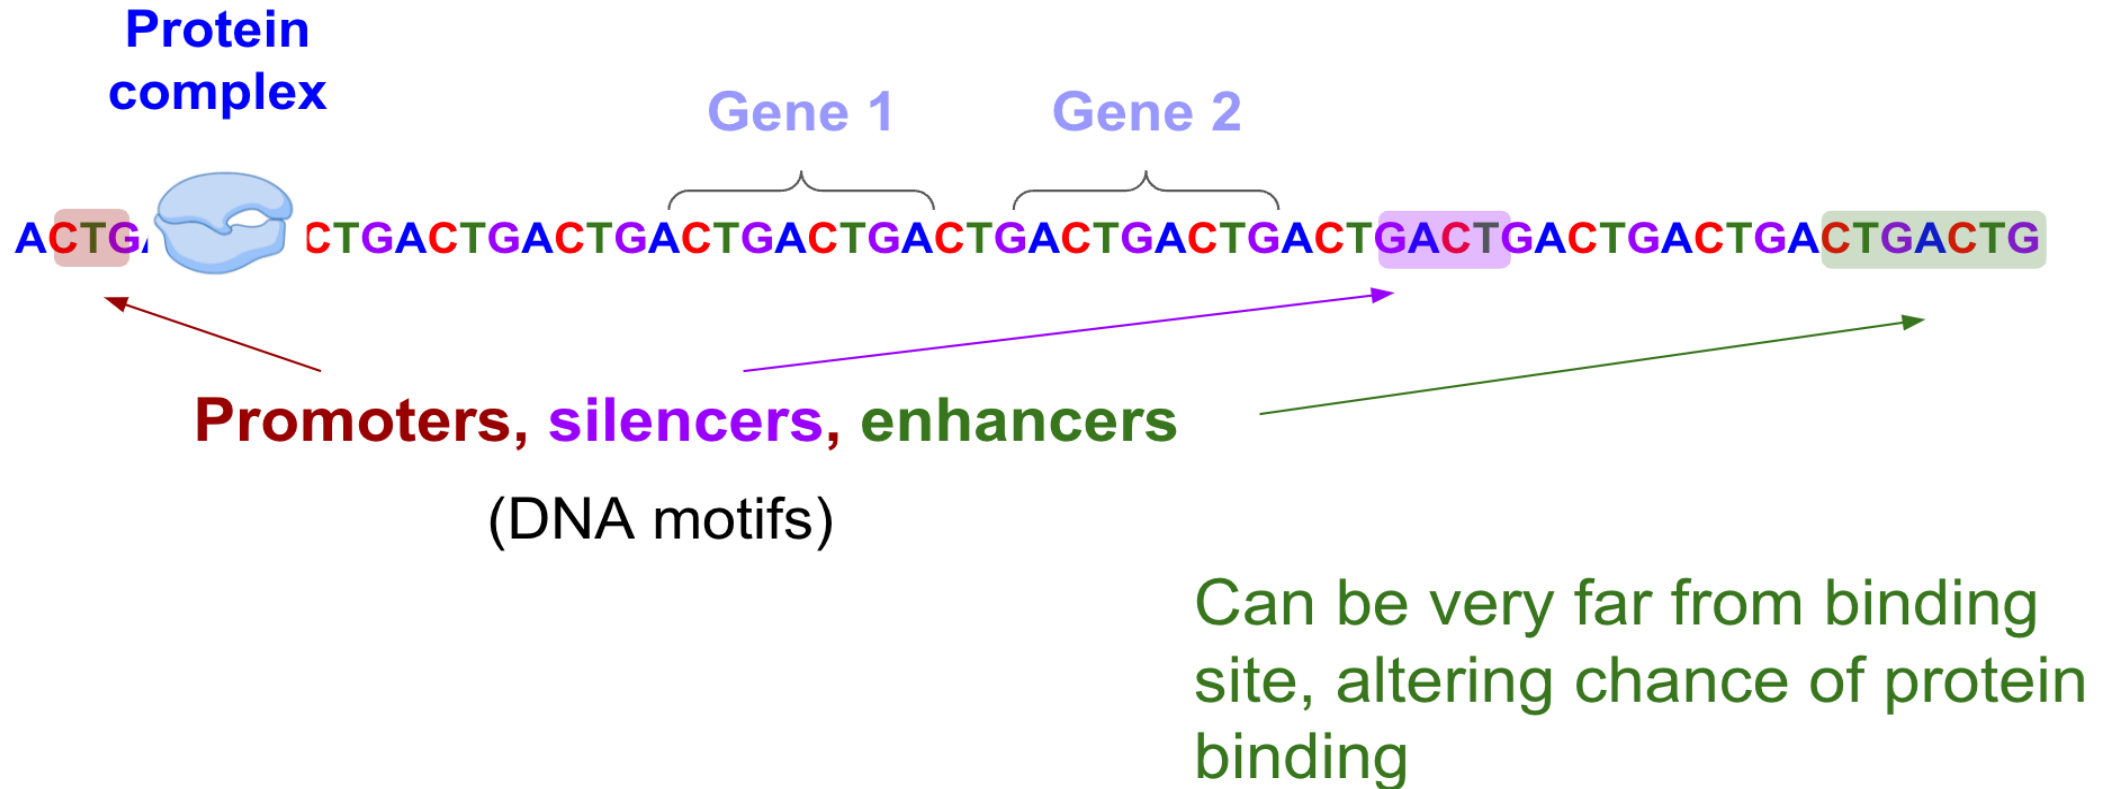 Protein
complex
Gene 1 Gene 2
ACTG CTGACTGACTGACTGACTGACTGACTGACTGACTGACTGACTGACTGACTGACTG
Promoters, silencers, enhancers
(DNA motifs)
Can be very far from binding
site, altering chance of protein
binding